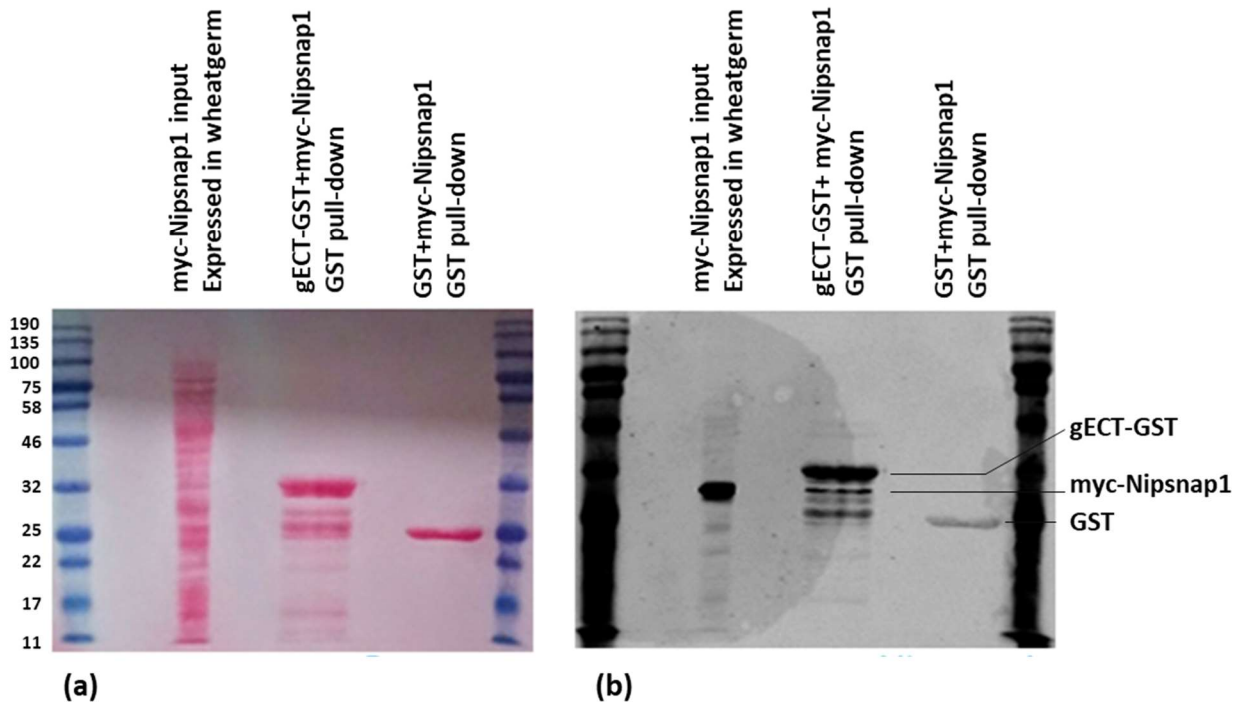 myc-Nipsnap1 input
Expressed in wheatgerm
gECT-GST+myc-Nipsnap1
GST pull-down
GST+myc-Nipsnap1
GST pull-down
myc-Nipsnap1 input
Expressed in wheatgerm
gECT-GST+ myc-Nipsnap1
GST pull-down
GST+myc-Nipsnap1
GST pull-down
190
135
100
75
58
46
32
25
22
17
11
gECT-GST
myc-Nipsnap1
GST
(a)
(b)